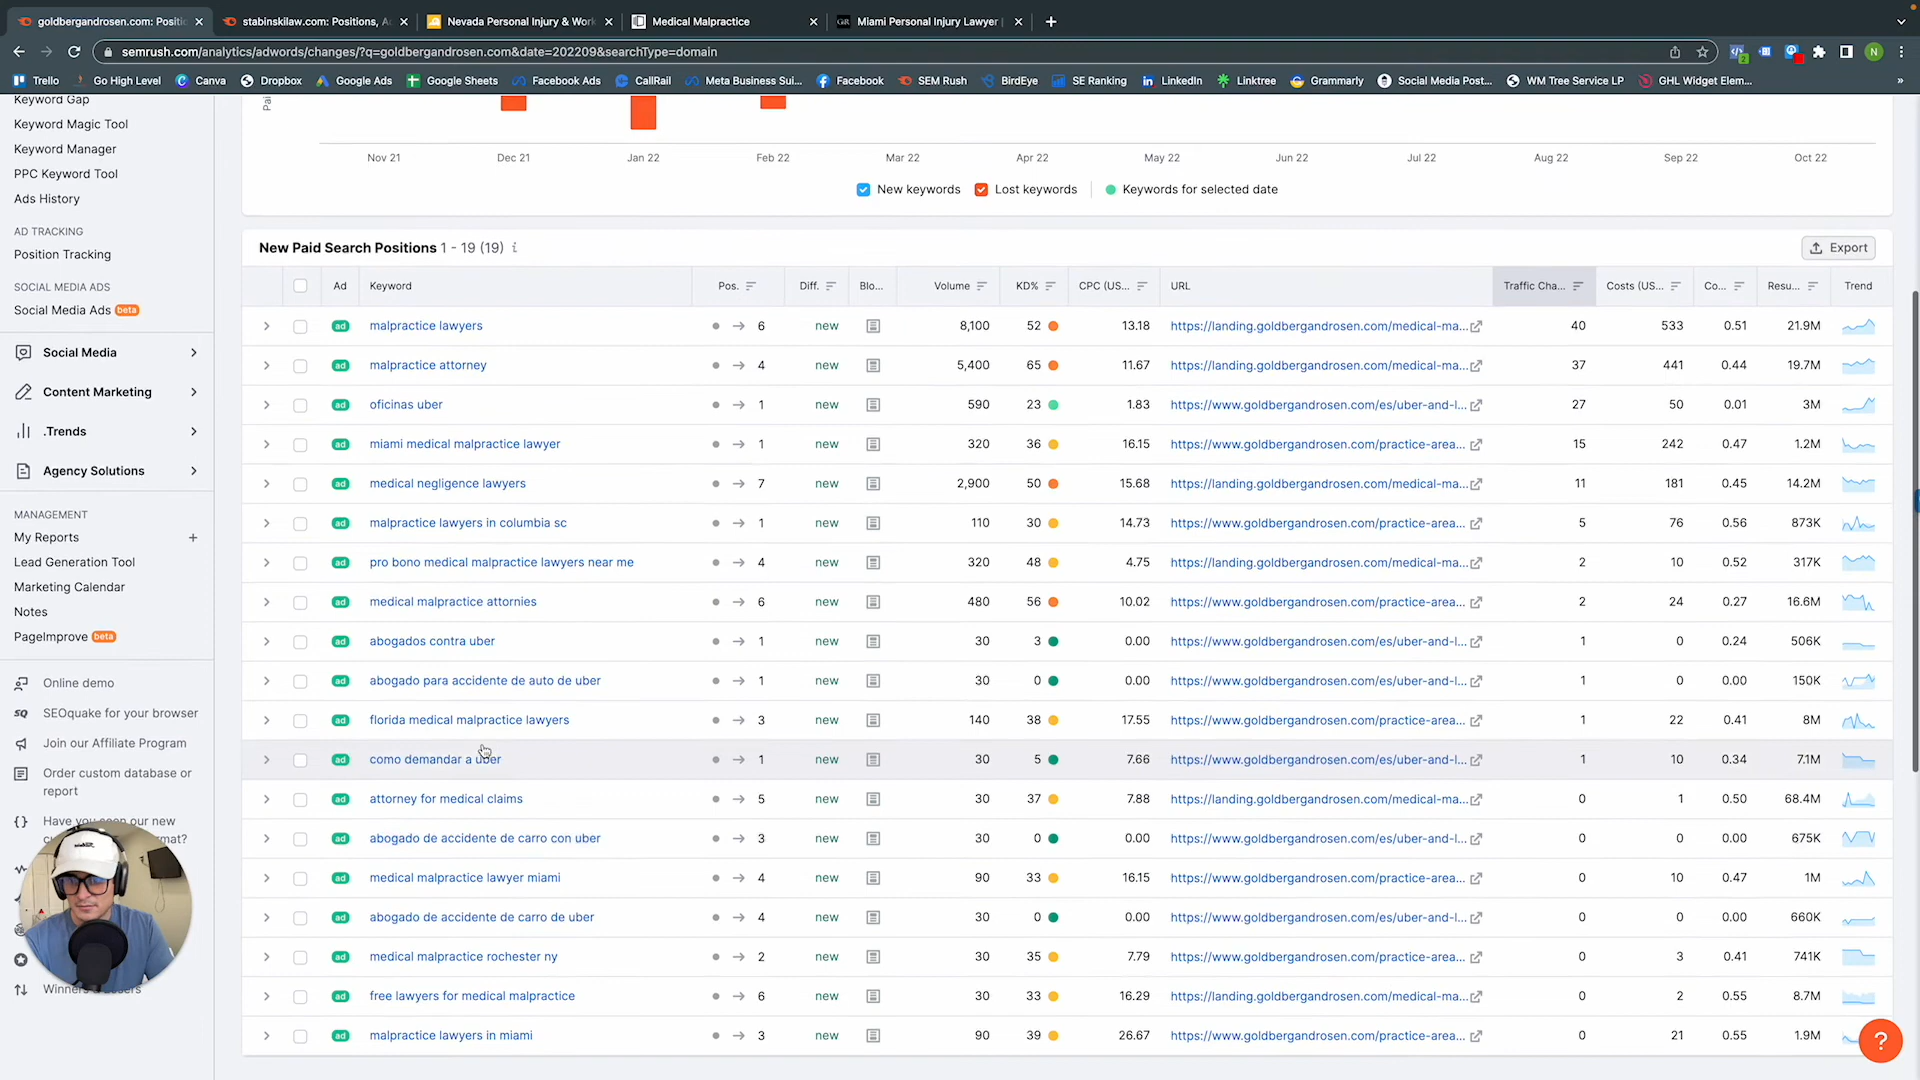 goldbergandrosen.com: Positi
stabinskilaw.com: Positions, A
Nevada Personal Injury & Work
Medical Malpractice
Miami Personal Injury Lawyer |
semrush.com/analytics/adwords/changes/?q=goldbergandrosen.com&date=202209&searchType=domain
Trello Go High Level Canva Dropbox Google Ads Google Sheets Facebook Ads CallRail Meta Business Sui... Facebook SEM Rush BirdEye SE Ranking LinkedIn Linktree Grammarly Social Media Post... WM Tree Service LP GHL Widget Elem... »
Keyword Gap
Keyword Magic Tool
Keyword Manager
PPC Keyword Tool
Ads History
AD TRACKING
Position Tracking
SOCIAL MEDIA ADS
Social Media Ads beta
Social Media
Content Marketing
.Trends
Agency Solutions
MANAGEMENT
My Reports +
Lead Generation Tool
Marketing Calendar
Notes
PageImprove beta
Online demo
SEOquake for your browser
Join our Affiliate Program
Order custom database or
report
Have you seen our new
Nov 21 Dec 21 Jan 22 Feb 22 Mar 22 Apr 22 May 22 Jun 22 Jul 22 Aug 22 Sep 22 Oct 22
New keywords Lost keywords Keywords for selected date
New Paid Search Positions 1 - 19 (19) i Export
Ad Keyword Pos. Diff. Blo... Volume KD% CPC (US... URL Traffic Cha... Costs (US... Co... Resu... Trend
ad malpractice lawyers → 6 new 8,100 52 13.18 https://landing.goldbergandrosen.com/medical-ma... 40 533 0.51 21.9M
ad malpractice attorney → 4 new 5,400 65 11.67 https://landing.goldbergandrosen.com/medical-ma... 37 441 0.44 19.7M
ad oficinas uber → 1 new 590 23 1.83 https://www.goldbergandrosen.com/es/uber-and-l... 27 50 0.01 3M
ad miami medical malpractice lawyer → 1 new 320 36 16.15 https://www.goldbergandrosen.com/practice-area... 15 242 0.47 1.2M
ad medical negligence lawyers → 7 new 2,900 50 15.68 https://landing.goldbergandrosen.com/medical-ma... 11 181 0.45 14.2M
ad malpractice lawyers in columbia sc → 1 new 110 30 14.73 https://www.goldbergandrosen.com/practice-area... 5 76 0.56 873K
ad pro bono medical malpractice lawyers near me → 4 new 320 48 4.75 https://landing.goldbergandrosen.com/medical-ma... 2 10 0.52 317K
ad medical malpractice attornies → 6 new 480 56 10.02 https://www.goldbergandrosen.com/practice-area... 2 24 0.27 16.6M
ad abogados contra uber → 1 new 30 3 0.00 https://www.goldbergandrosen.com/es/uber-and-l... 1 0 0.24 506K
ad abogado para accidente de auto de uber → 1 new 30 0 0.00 https://www.goldbergandrosen.com/es/uber-and-l... 1 0 0.00 150K
ad florida medical malpractice lawyers → 3 new 140 38 17.55 https://www.goldbergandrosen.com/practice-area... 1 22 0.41 8M
ad como demandar a uber → 1 new 30 5 7.66 https://www.goldbergandrosen.com/es/uber-and-l... 1 10 0.34 7.1M
ad attorney for medical claims → 5 new 30 37 7.88 https://landing.goldbergandrosen.com/medical-ma... 0 1 0.50 68.4M
ad abogado de accidente de carro con uber → 3 new 30 0 0.00 https://www.goldbergandrosen.com/es/uber-and-l... 0 0 0.00 675K
ad medical malpractice lawyer miami → 4 new 90 33 16.15 https://www.goldbergandrosen.com/practice-area... 0 10 0.47 1M
ad abogado de accidente de carro de uber → 4 new 30 0 0.00 https://www.goldbergandrosen.com/es/uber-and-l... 0 0 0.00 660K
ad medical malpractice rochester ny → 2 new 30 35 7.79 https://www.goldbergandrosen.com/practice-area... 0 3 0.41 741K
ad free lawyers for medical malpractice → 6 new 30 33 16.29 https://landing.goldbergandrosen.com/medical-ma... 0 2 0.55 8.7M
ad malpractice lawyers in miami → 3 new 90 39 26.67 https://www.goldbergandrosen.com/practice-area... 0 21 0.55 1.9M
?